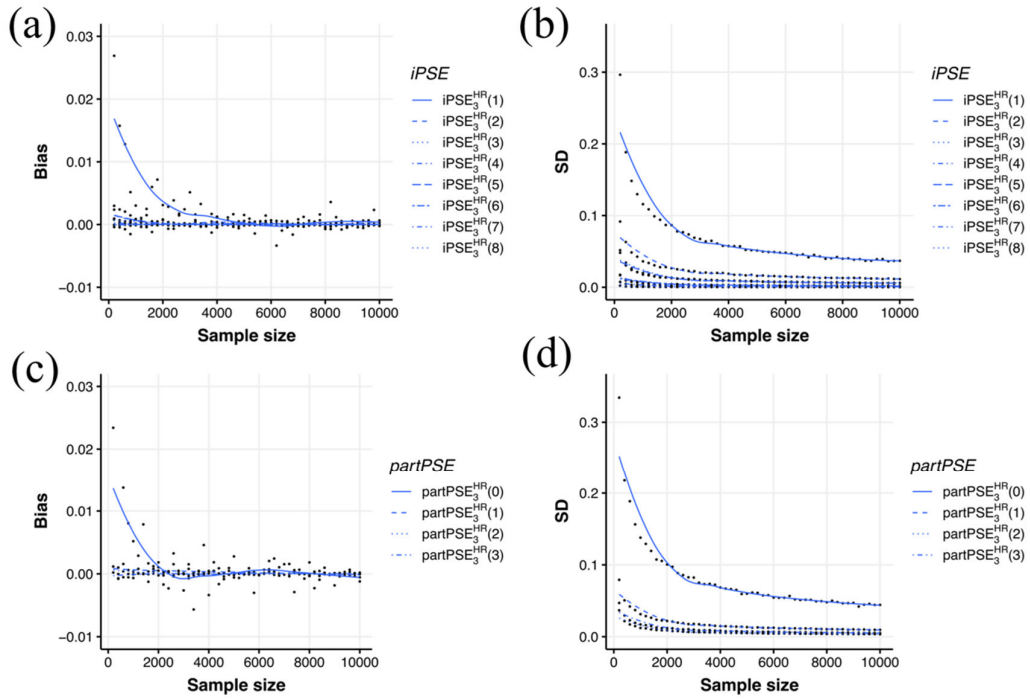 (a)
0.03
0.02
0.01
0.00
−0.01
Bias
0 2000 4000 6000 8000 10000
Sample size
iPSE
iPSE₃ᴴᴿ(1)
iPSE₃ᴴᴿ(2)
iPSE₃ᴴᴿ(3)
iPSE₃ᴴᴿ(4)
iPSE₃ᴴᴿ(5)
iPSE₃ᴴᴿ(6)
iPSE₃ᴴᴿ(7)
iPSE₃ᴴᴿ(8)
(b)
0.3
0.2
0.1
0.0
SD
0 2000 4000 6000 8000 10000
Sample size
iPSE
iPSE₃ᴴᴿ(1)
iPSE₃ᴴᴿ(2)
iPSE₃ᴴᴿ(3)
iPSE₃ᴴᴿ(4)
iPSE₃ᴴᴿ(5)
iPSE₃ᴴᴿ(6)
iPSE₃ᴴᴿ(7)
iPSE₃ᴴᴿ(8)
(c)
0.03
0.02
0.01
0.00
−0.01
Bias
0 2000 4000 6000 8000 10000
Sample size
partPSE
partPSE₃ᴴᴿ(0)
partPSE₃ᴴᴿ(1)
partPSE₃ᴴᴿ(2)
partPSE₃ᴴᴿ(3)
(d)
0.3
0.2
0.1
0.0
SD
0 2000 4000 6000 8000 10000
Sample size
partPSE
partPSE₃ᴴᴿ(0)
partPSE₃ᴴᴿ(1)
partPSE₃ᴴᴿ(2)
partPSE₃ᴴᴿ(3)